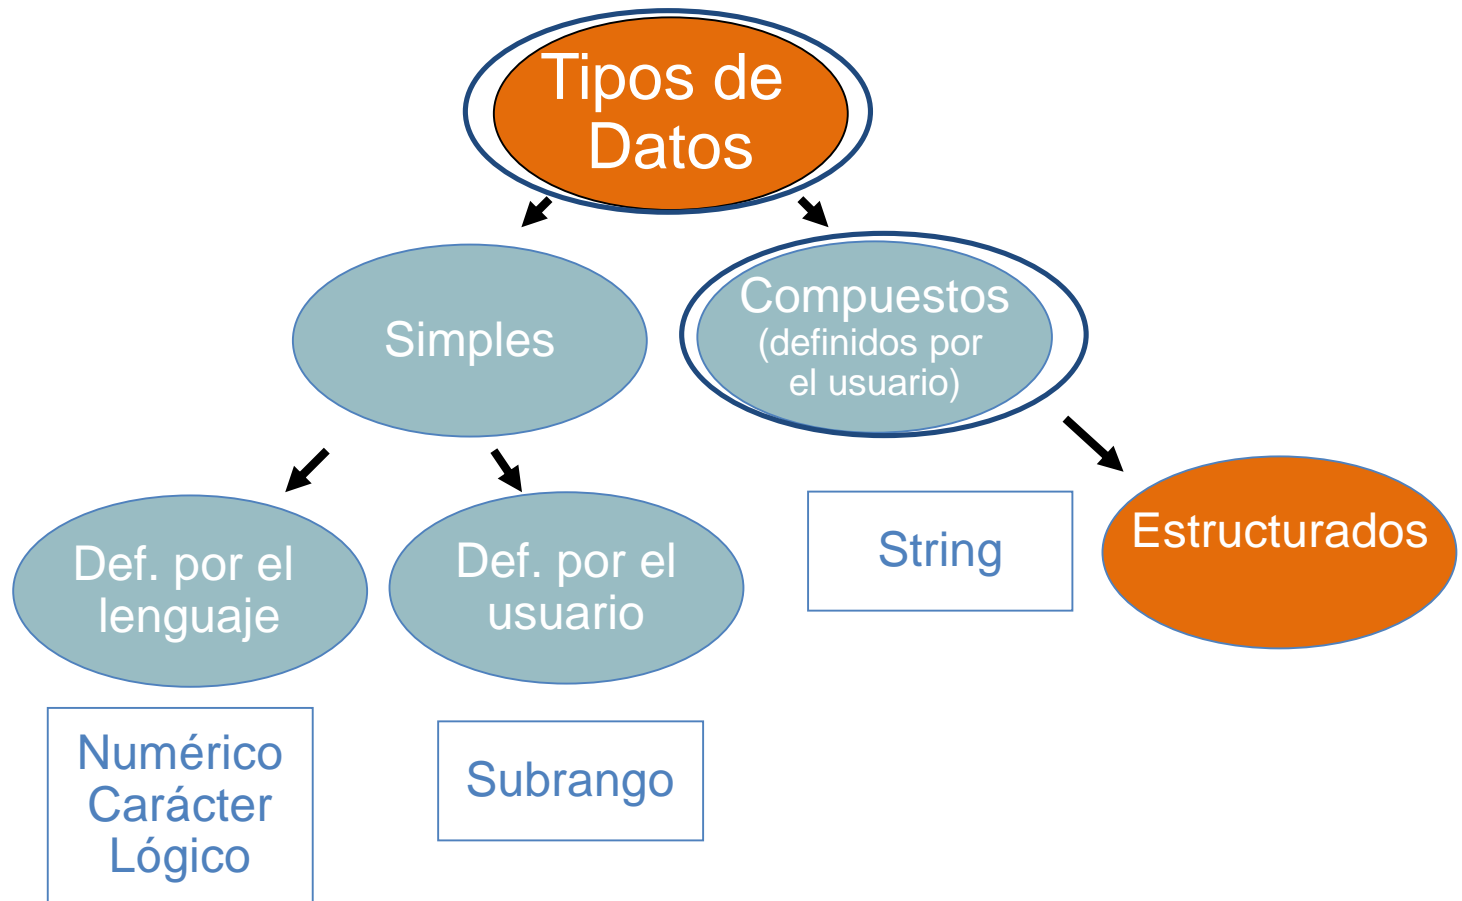 Tipos de
Datos
Simples
Compuestos
(definidos por
el usuario)
Def. por el
lenguaje
Def. por el
usuario
String
Estructurados
Numérico
Carácter
Lógico
Subrango